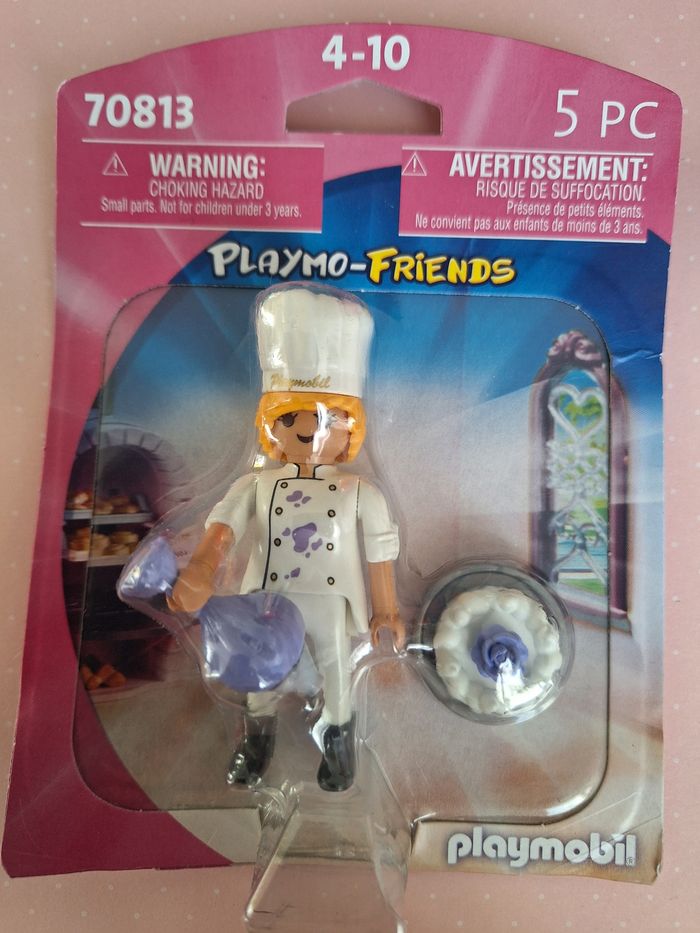 4-10
70813
5 PC
WARNING:
CHOKING HAZARD
Small parts. Not for children under 3 years.
AVERTISSEMENT:
RISQUE DE SUFFOCATION.
Présence de petits éléments.
Ne convient pas aux enfants de moins de 3 ans.
PLAYMO-FRIENDS
Playmobil
playmobil®